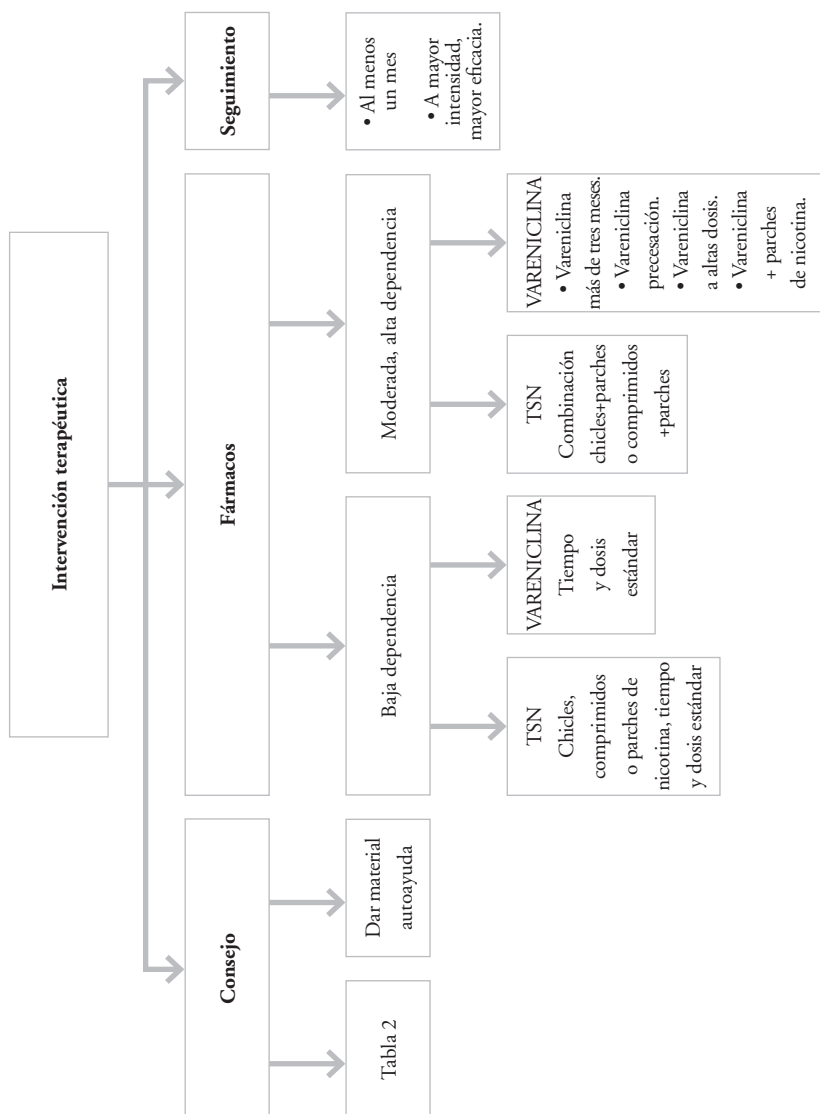 Intervención terapéutica
Consejo
Tabla 2
Dar material
autoayuda
Fármacos
Baja dependencia
TSN
Chicles,
comprimidos
o parches de
nicotina, tiempo
y dosis estándar
VARENICLINA
Tiempo
y dosis
estándar
Moderada, alta dependencia
TSN
Combinación
chicles+parches
o comprimidos
+parches
VARENICLINA
• Vareniclina
más de tres meses.
• Vareniclina
precesación.
• Vareniclina
a altas dosis.
• Vareniclina
+ parches
de nicotina.
Seguimiento
• Al menos
un mes
• A mayor
intensidad,
mayor eficacia.